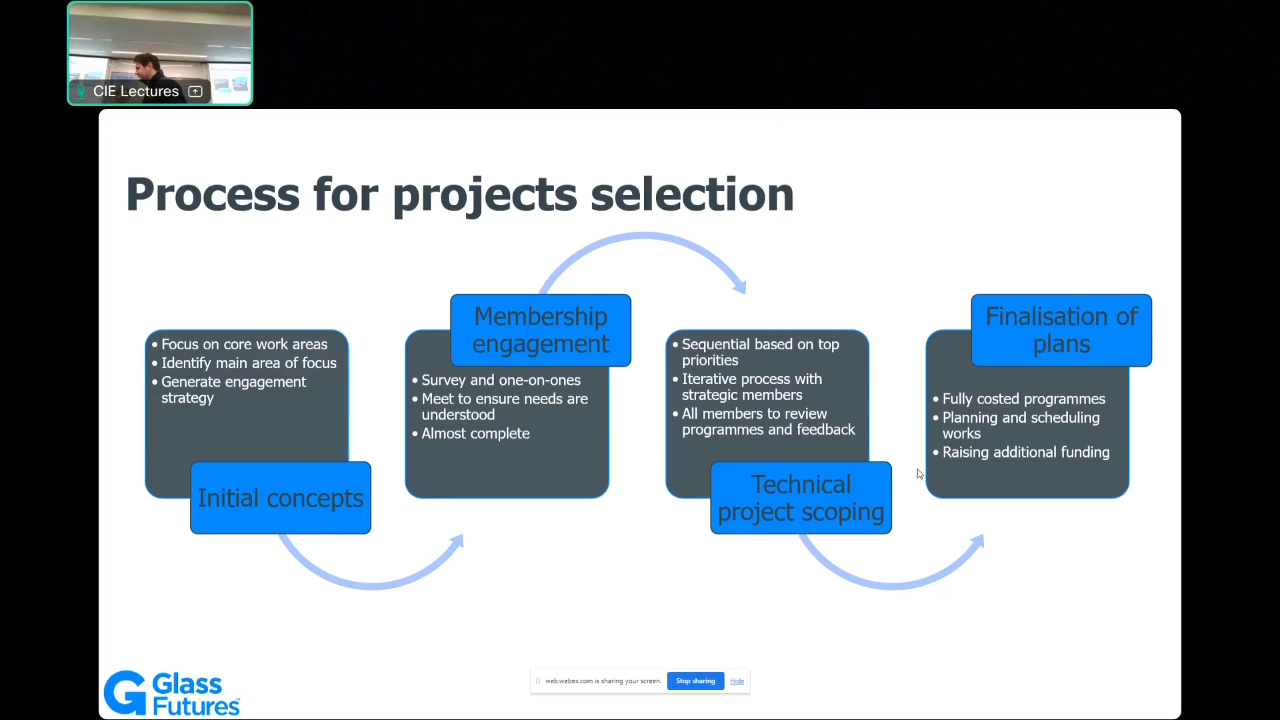 CIE Lectures
Process for projects selection
• Focus on core work areas
• Identify main area of focus
• Generate engagement
strategy
Initial concepts
Membership
engagement
• Survey and one-on-ones
• Meet to ensure needs are
understood
• Almost complete
• Sequential based on top
priorities
• Iterative process with
strategic members
• All members to review
programmes and feedback
Technical
project scoping
Finalisation of
plans
• Fully costed programmes
• Planning and scheduling
works
• Raising additional funding
Glass
Futures™
web.webex.com is sharing your screen.
Stop sharing
Hide